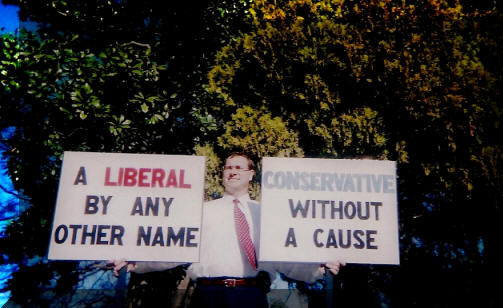 A LIBERAL
BY ANY
OTHER NAME
CONSERVATIVE
WITHOUT
A CAUSE